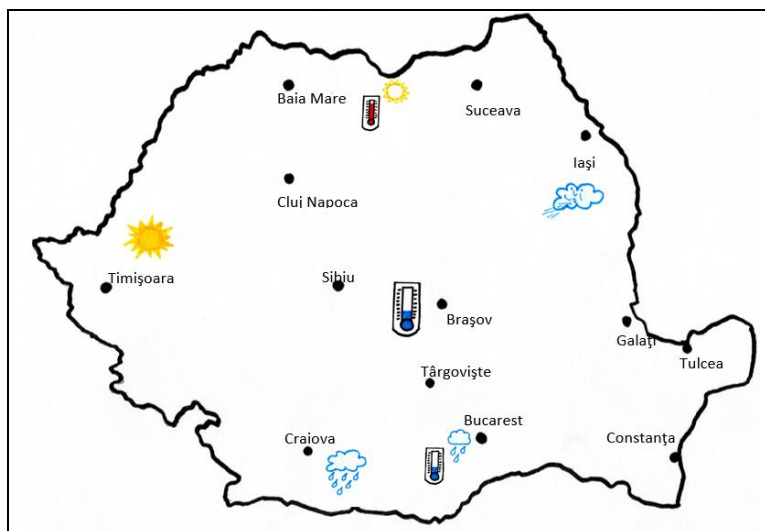 Baia Mare
Suceava
Iaşi
Cluj Napoca
Timişoara
Sibiu
Braşov
Galaţi
Tulcea
Târgovişte
Bucarest
Craiova
Constanţa